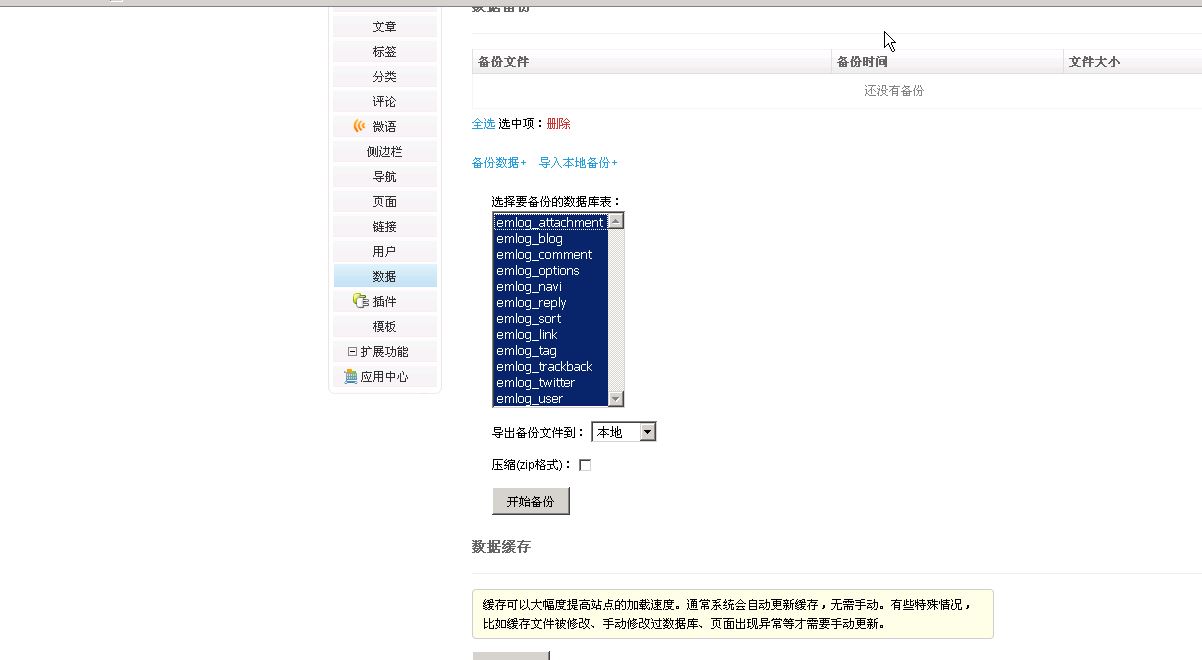 数据备份
文章
标签
分类
评论
微语
侧边栏
导航
页面
链接
用户
数据
插件
模板
扩展功能
应用中心
备份文件 备份时间 文件大小
还没有备份
全选 选中项：删除
备份数据+ 导入本地备份+
选择要备份的数据库表：
emlog_attachment
emlog_blog
emlog_comment
emlog_options
emlog_navi
emlog_reply
emlog_sort
emlog_link
emlog_tag
emlog_trackback
emlog_twitter
emlog_user
导出备份文件到： 本地
压缩(zip格式)：
开始备份
数据缓存
缓存可以大幅度提高站点的加载速度。通常系统会自动更新缓存，无需手动。有些特殊情况，
比如缓存文件被修改、手动修改过数据库、页面出现异常等才需要手动更新。